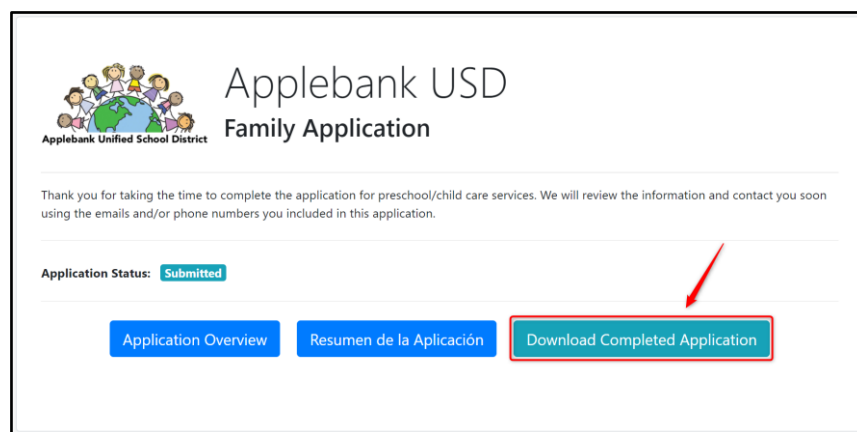 Applebank USD
Family Application
Applebank Unified School District
Thank you for taking the time to complete the application for preschool/child care services. We will review the information and contact you soon
using the emails and/or phone numbers you included in this application.
Application Status: Submitted
Application Overview
Resumen de la Aplicación
Download Completed Application